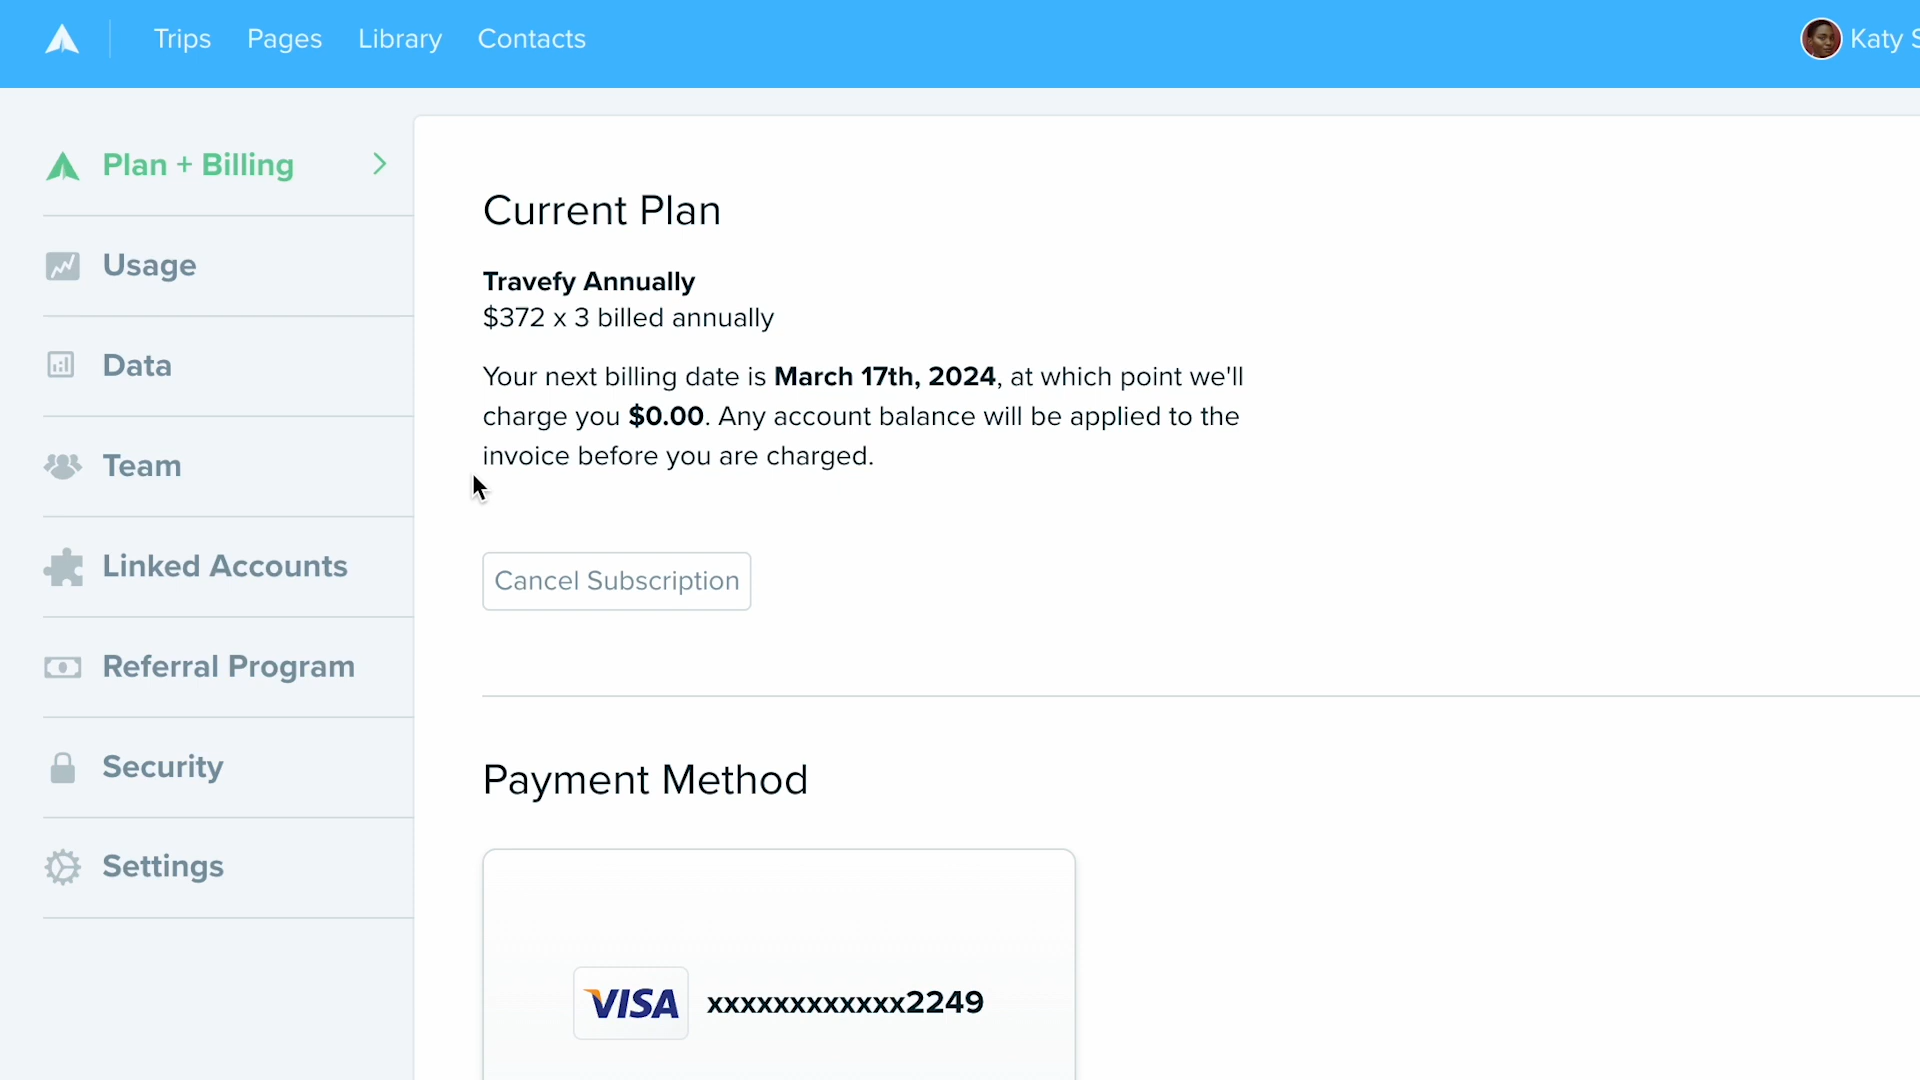 Trips Pages Library Contacts Katy S
Plan + Billing
Usage
Data
Team
Linked Accounts
Referral Program
Security
Settings
Current Plan
Travefy Annually
$372 x 3 billed annually
Your next billing date is March 17th, 2024, at which point we'll
charge you $0.00. Any account balance will be applied to the
invoice before you are charged.
Cancel Subscription
Payment Method
VISA xxxxxxxxxxxx2249